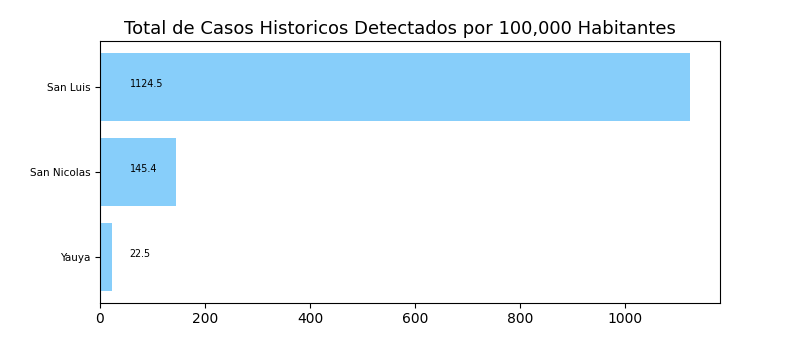 Total de Casos Historicos Detectados por 100,000 Habitantes
San Luis 1124.5
San Nicolas 145.4
Yauya 22.5
0 200 400 600 800 1000